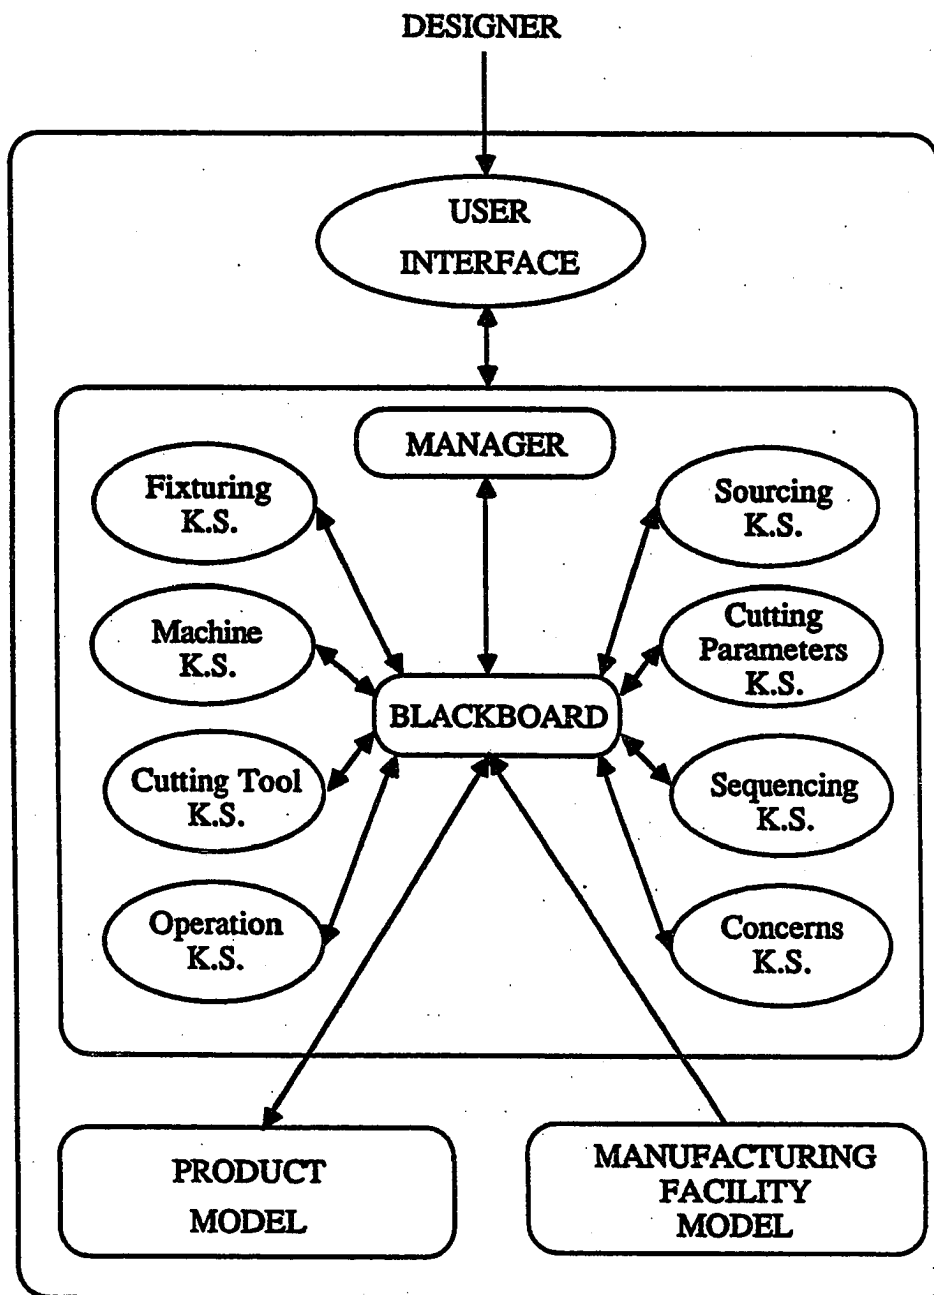 DESIGNER
USER
INTERFACE
MANAGER
Fixturing
K.S.
Sourcing
K.S.
Machine
K.S.
Cutting
Parameters
K.S.
BLACKBOARD
Cutting Tool
K.S.
Sequencing
K.S.
Operation
K.S.
Concerns
K.S.
PRODUCT
MODEL
MANUFACTURING
FACILITY
MODEL